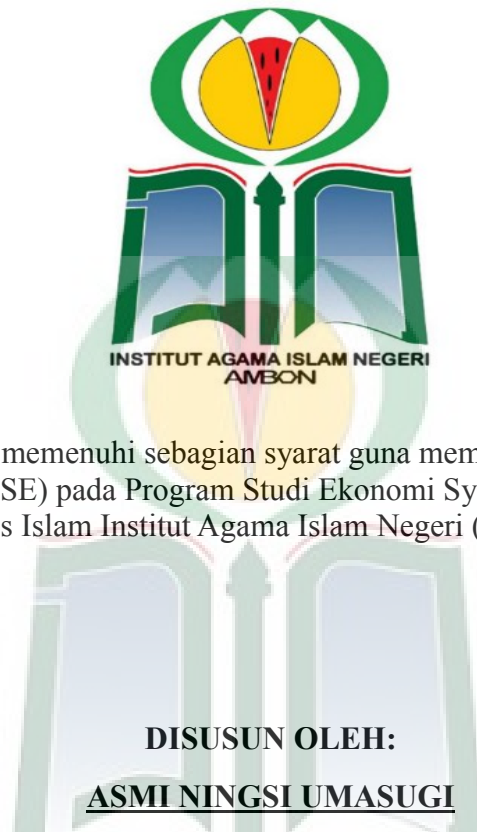 INSTITUT AGAMA ISLAM NEGERI
AMBON
memenuhi sebagian syarat guna mem
SE) pada Program Studi Ekonomi Sy
s Islam Institut Agama Islam Negeri (
DISUSUN OLEH:
ASMI NINGSI UMASUGI